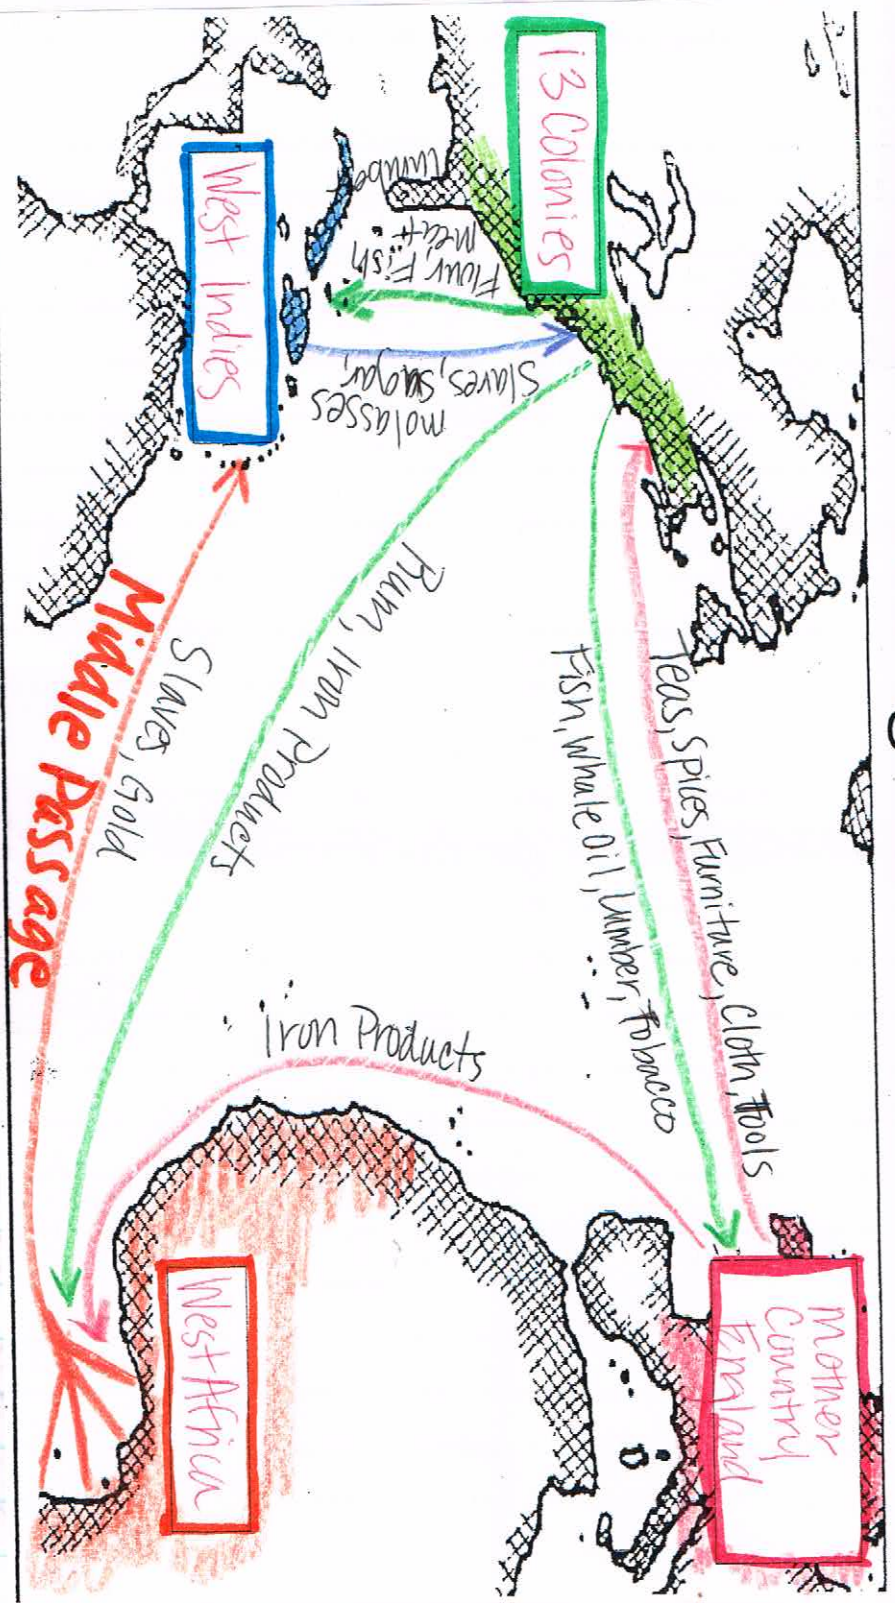 13 Colonies
Mother
Country
England
Teas, Spices, Furniture, Cloth, Tools
Fish, Whale Oil, Lumber, Tobacco
Flour, Fish
Meat
Lumber
Slaves, sugar,
molasses
Rum, Iron Products
Iron Products
West Indies
West Africa
Slaves, Gold
Middle Passage